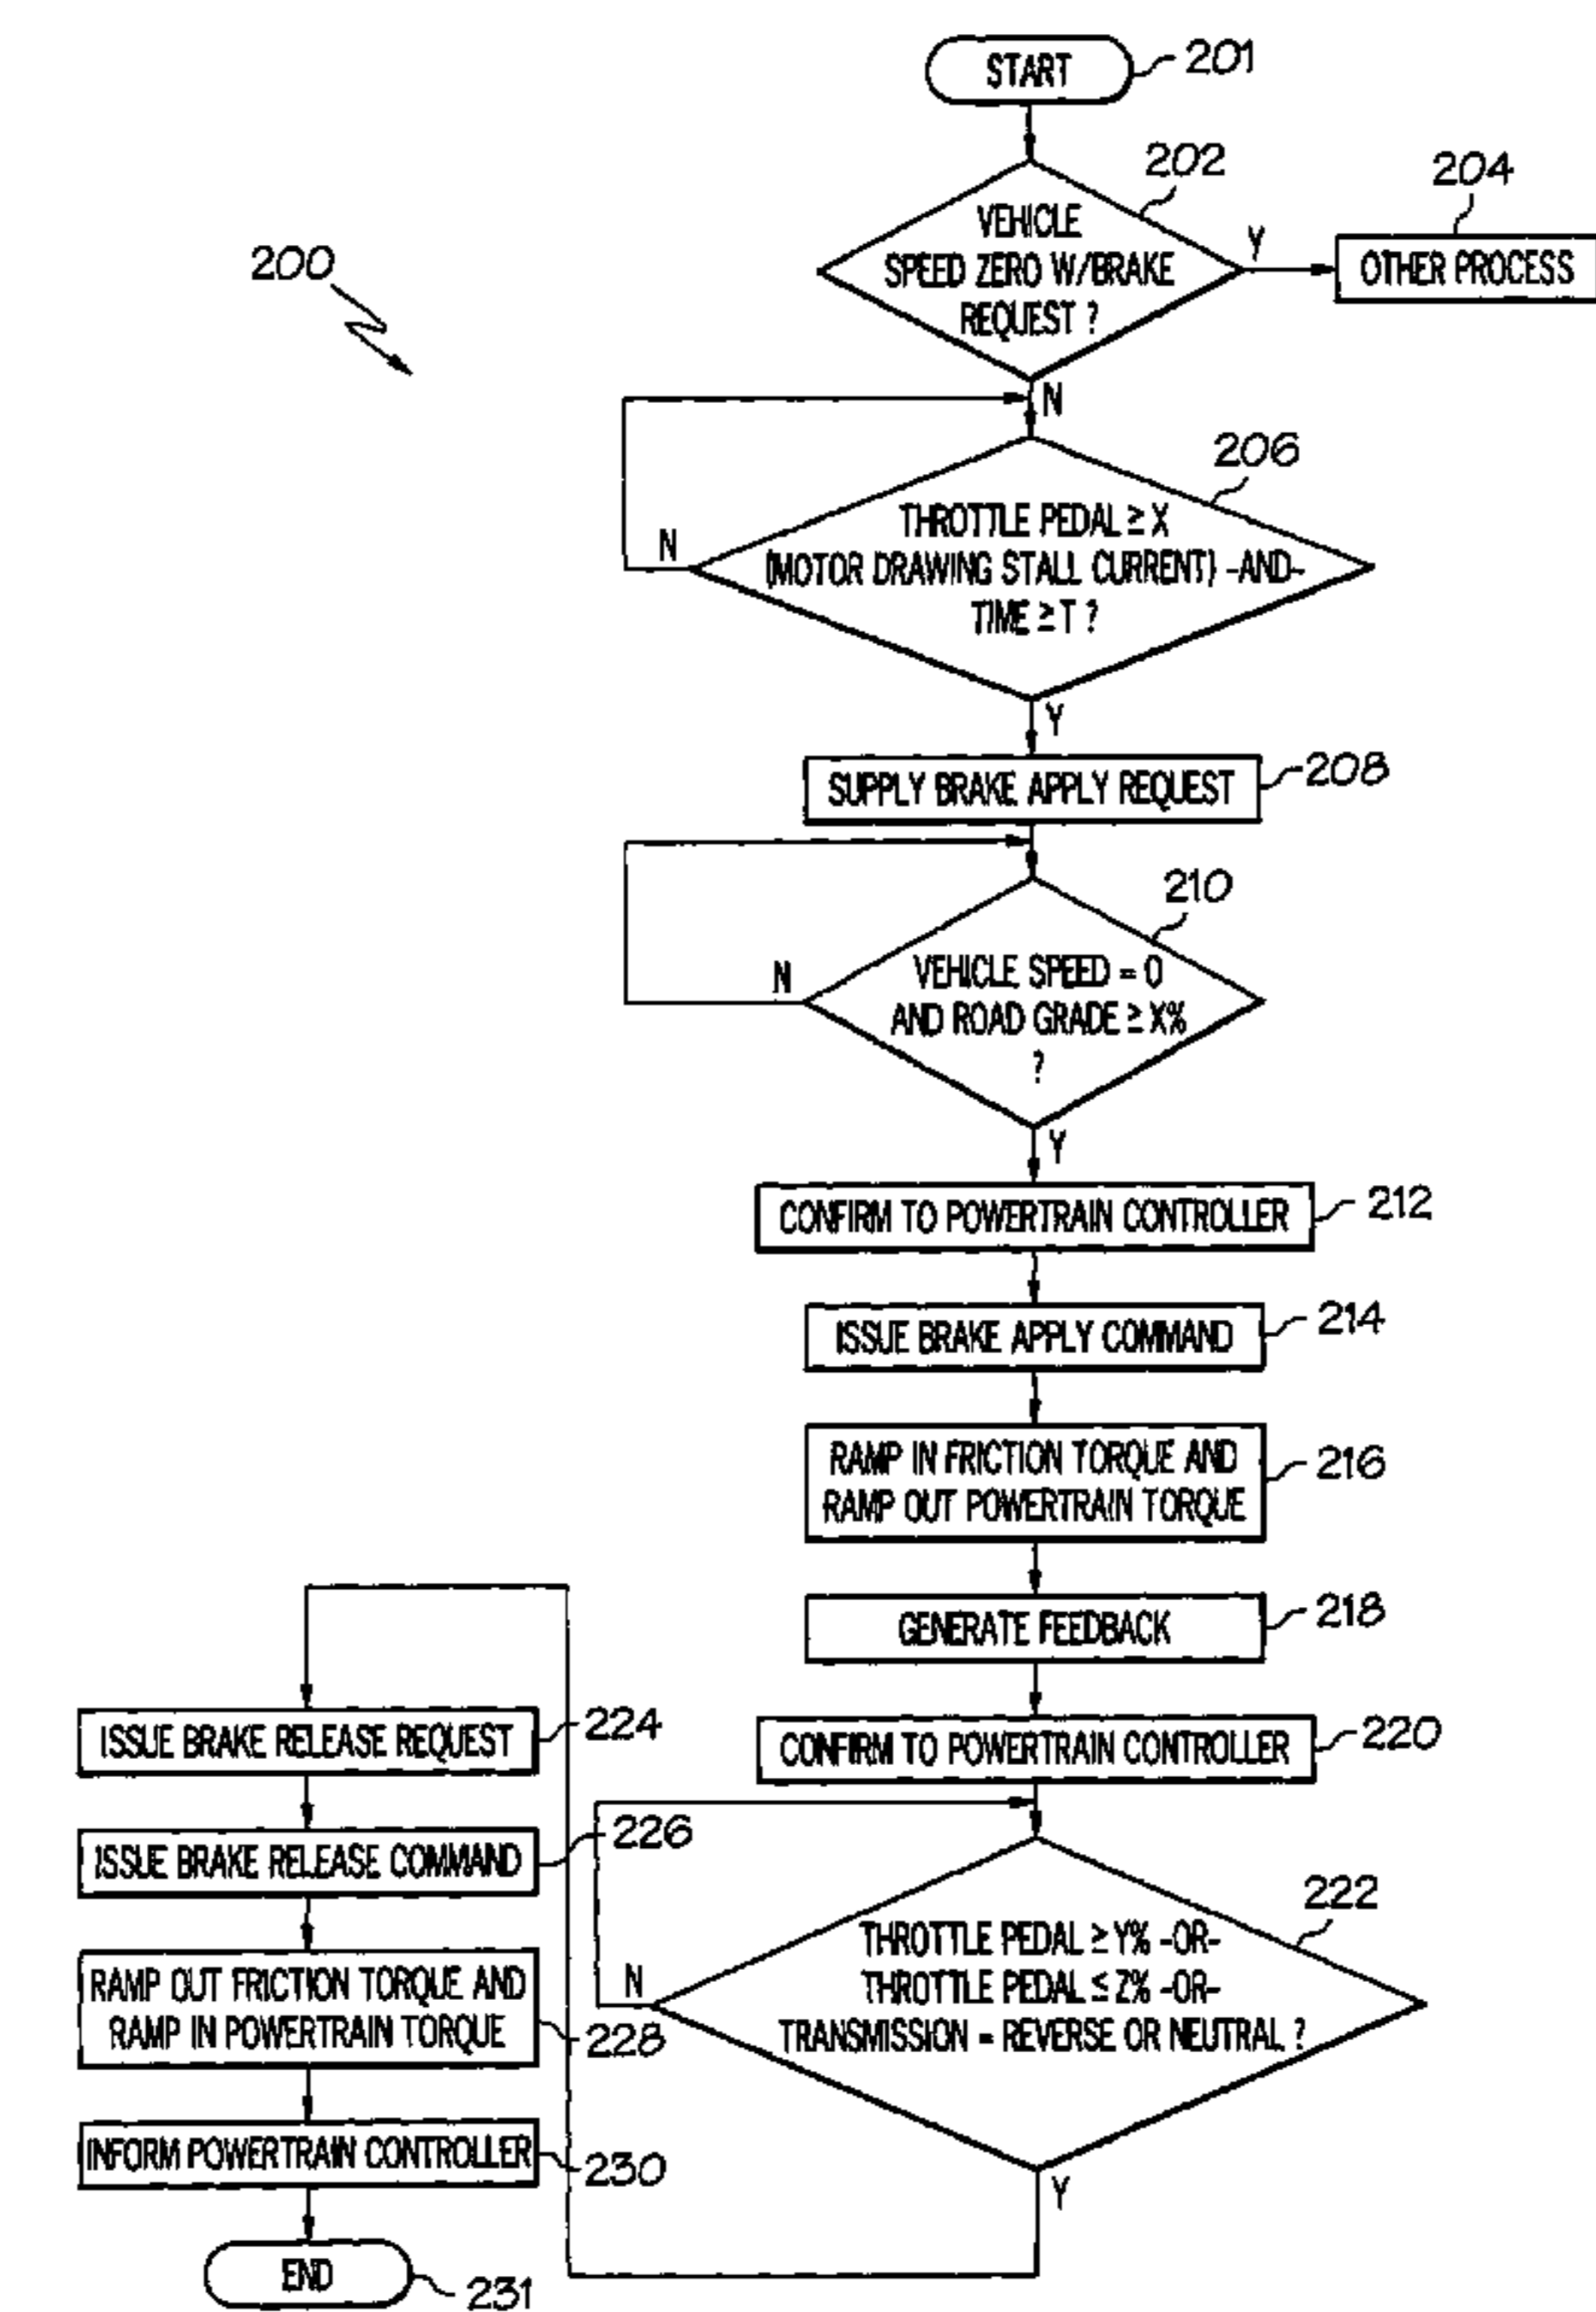 START
201
202
204
VEHICLE
SPEED ZERO W/BRAKE
REQUEST ?
Y
OTHER PROCESS
200
N
206
THROTTLE PEDAL ≥ X
(MOTOR DRAWING STALL CURRENT) -AND-
TIME ≥ T ?
N
Y
SUPPLY BRAKE APPLY REQUEST
208
210
VEHICLE SPEED = 0
AND ROAD GRADE ≥ X%
?
N
Y
CONFIRM TO POWERTRAIN CONTROLLER
212
ISSUE BRAKE APPLY COMMAND
214
RAMP IN FRICTION TORQUE AND
RAMP OUT POWERTRAIN TORQUE
216
GENERATE FEEDBACK
218
CONFIRM TO POWERTRAIN CONTROLLER
220
222
THROTTLE PEDAL ≥ Y% -OR-
THROTTLE PEDAL ≤ Z% -OR-
TRANSMISSION = REVERSE OR NEUTRAL ?
N
Y
ISSUE BRAKE RELEASE REQUEST
224
ISSUE BRAKE RELEASE COMMAND
226
RAMP OUT FRICTION TORQUE AND
RAMP IN POWERTRAIN TORQUE
228
INFORM POWERTRAIN CONTROLLER
230
END
231